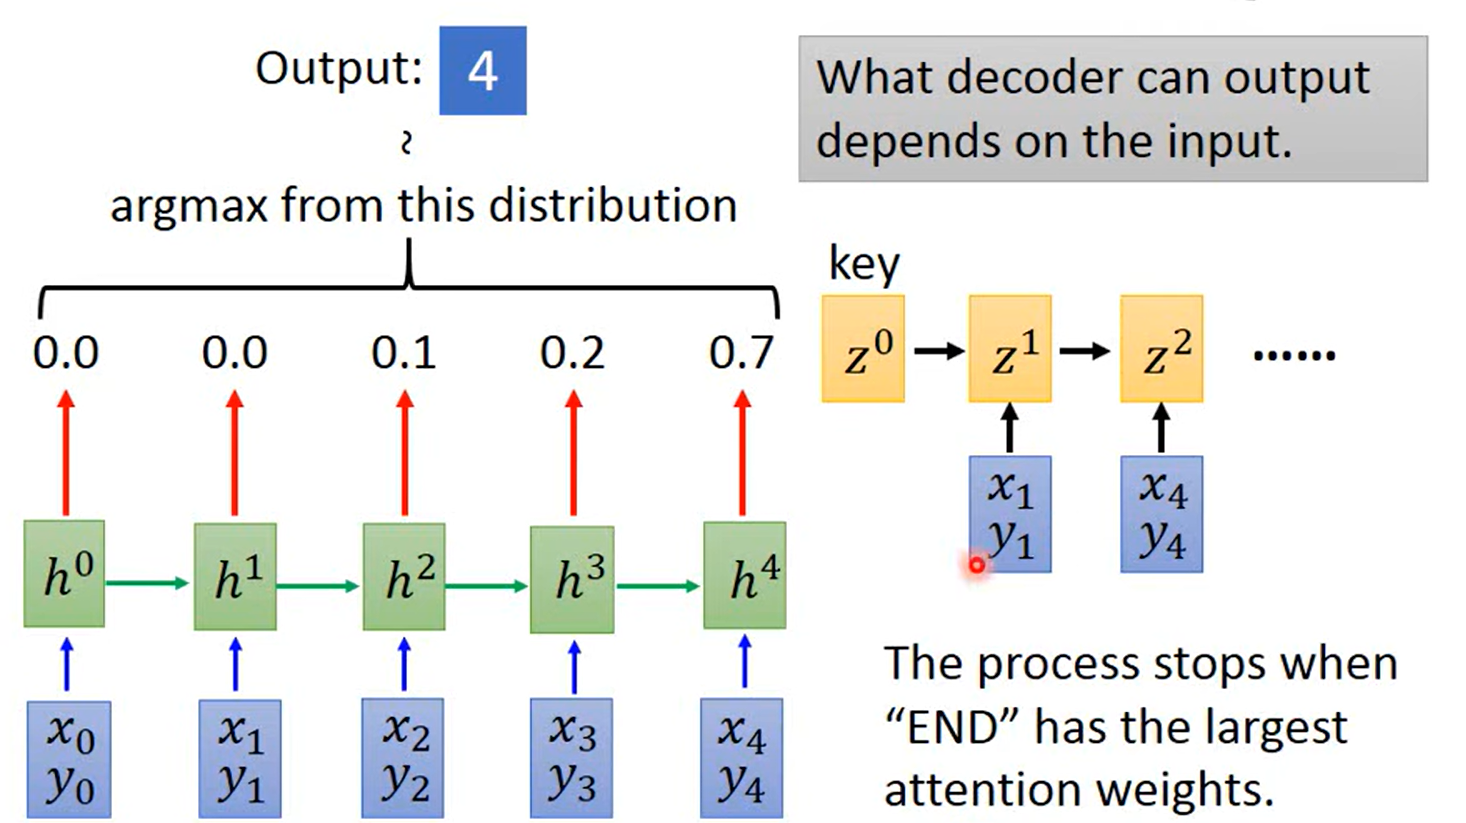 Output: 4
~
argmax from this distribution
0.0 0.0 0.1 0.2 0.7
h⁰ h¹ h² h³ h⁴
x₀ x₁ x₂ x₃ x₄
y₀ y₁ y₂ y₃ y₄
What decoder can output
depends on the input.
key
z⁰ z¹ z² ......
x₁ x₄
y₁ y₄
The process stops when
“END” has the largest
attention weights.